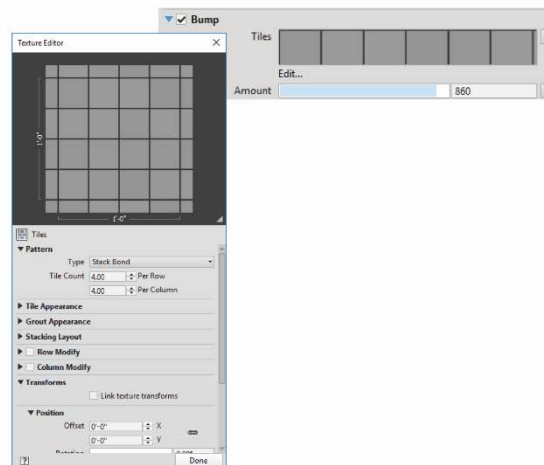 Bump
Tiles
Edit...
Amount 860
Texture Editor
1'-0"
1'-0"
Tiles
Pattern
Type Stack Bond
Tile Count 4.00 Per Row
4.00 Per Column
Tile Appearance
Grout Appearance
Stacking Layout
Row Modify
Column Modify
Transforms
Link texture transforms
Position
Offset 0'-0" X
0'-0" Y
Rotation
? Done